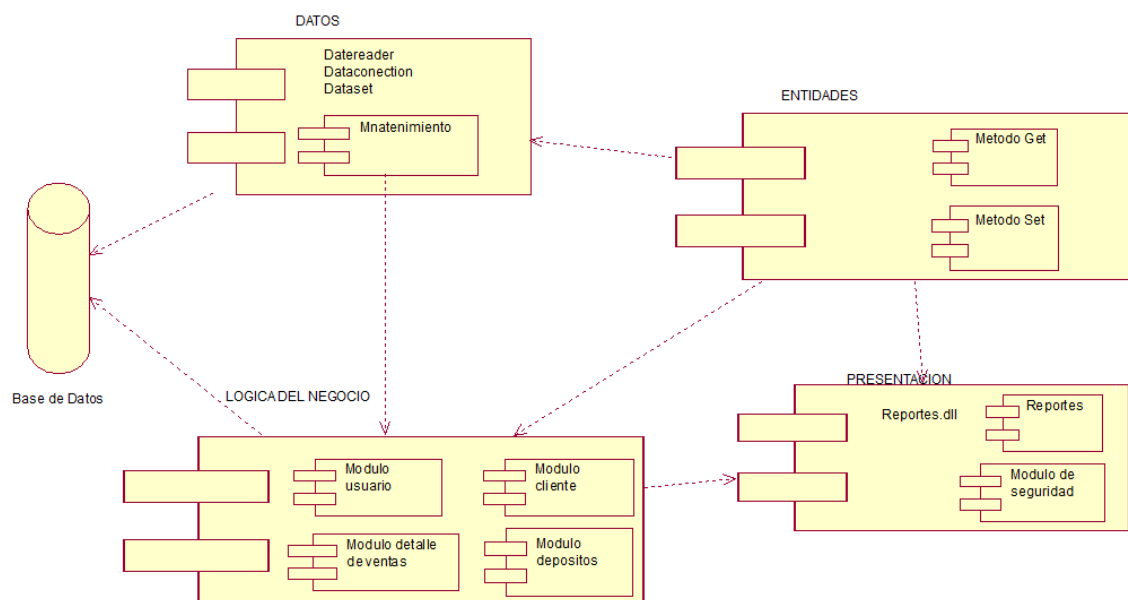 DATOS
Datereader
Dataconection
Dataset
Mnatenimiento
ENTIDADES
Metodo Get
Metodo Set
Base de Datos
LOGICA DEL NEGOCIO
Modulo
usuario
Modulo
cliente
Modulo detalle
de ventas
Modulo
depositos
PRESENTACION
Reportes.dll
Reportes
Modulo de
seguridad